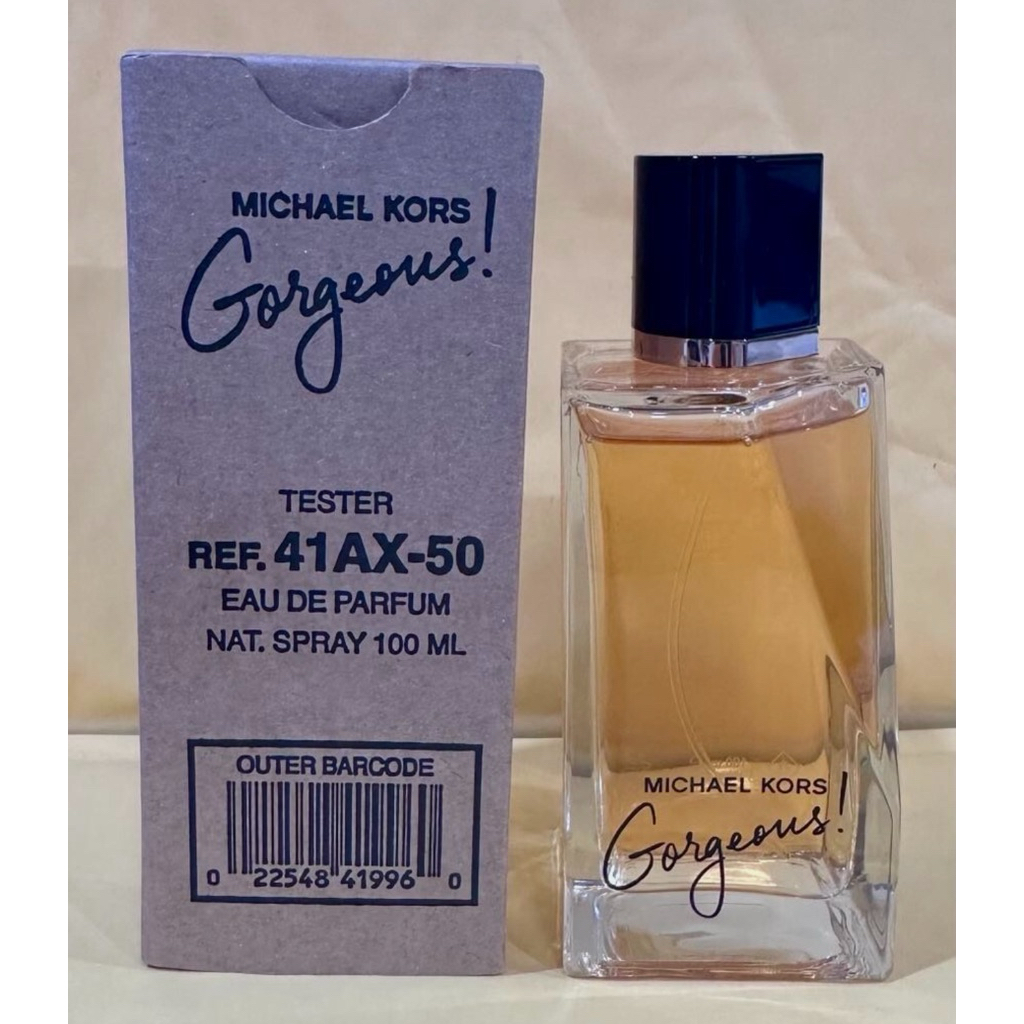 MICHAEL KORS
Gorgeous!
TESTER
REF. 41AX-50
EAU DE PARFUM
NAT. SPRAY 100 ML
OUTER BARCODE
0 22548 41996 0
MICHAEL KORS
Gorgeous!